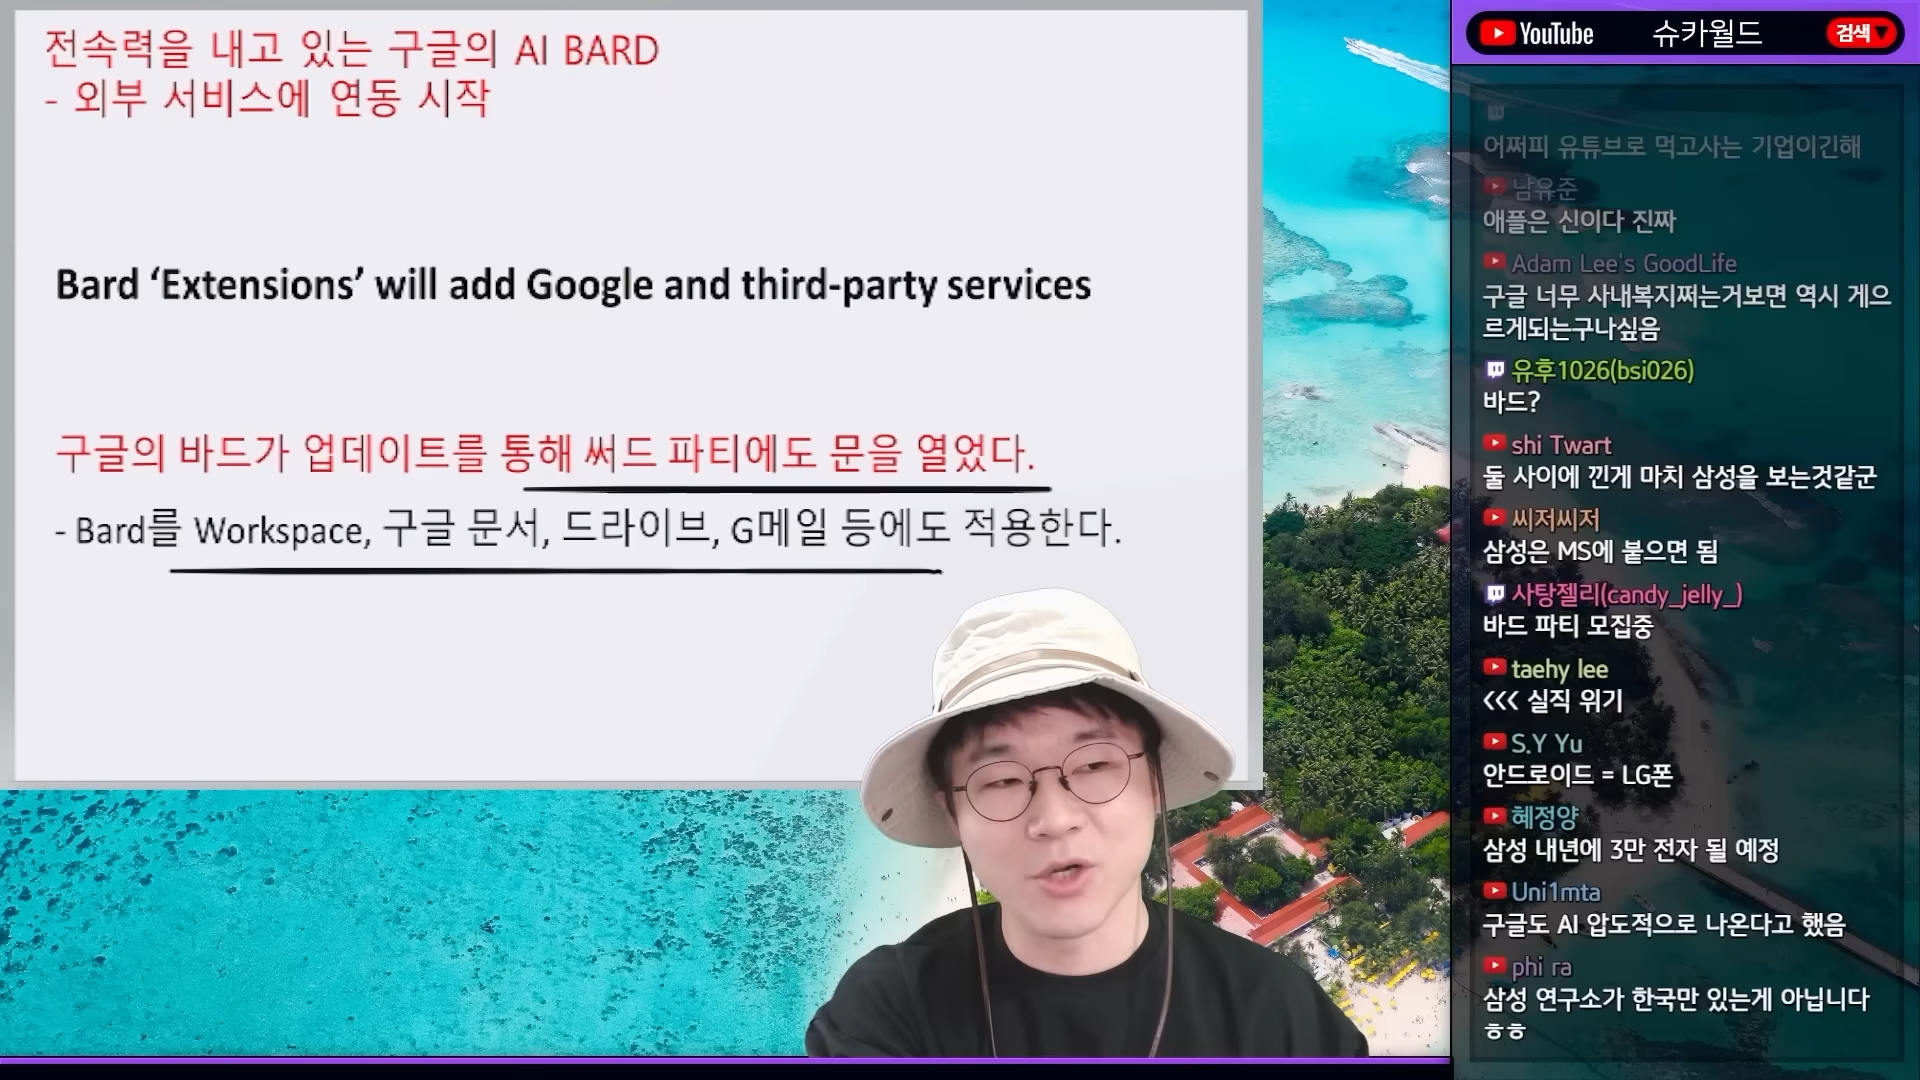 전속력을 내고 있는 구글의 AI BARD
- 외부 서비스에 연동 시작
Bard ‘Extensions’ will add Google and third-party services
구글의 바드가 업데이트를 통해 써드 파티에도 문을 열었다.
- Bard를 Workspace, 구글 문서, 드라이브, G메일 등에도 적용한다.
YouTube 슈카월드 검색
어쩌피 유튜브로 먹고사는 기업이긴해
남유준
애플은 신이다 진짜
Adam Lee's GoodLife
구글 너무 사내복지쩌는거보면 역시 게으
르게되는구나싶음
유후1026(bsi026)
바드?
shi Twart
둘 사이에 낀게 마치 삼성을 보는것같군
씨저씨저
삼성은 MS에 붙으면 됨
사탕젤리(candy_jelly_)
바드 파티 모집중
taehy lee
<<< 실직 위기
S.Y Yu
안드로이드 = LG폰
혜정양
삼성 내년에 3만 전자 될 예정
Uni1mta
구글도 AI 압도적으로 나온다고 했음
phi ra
삼성 연구소가 한국만 있는게 아닙니다
ㅎㅎ